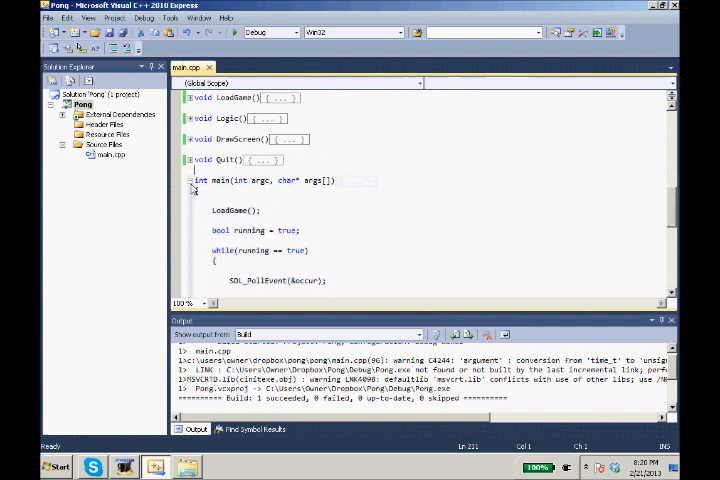 Pong - Microsoft Visual C++ 2010 Express
File Edit View Project Debug Tools Window Help
Debug Win32
Solution Explorer
main.cpp
(Global Scope)
Solution 'Pong' (1 project)
Pong
External Dependencies
Header Files
Resource Files
Source Files
main.cpp
void LoadGame() { ... }
void Logic() { ... }
void DrawScreen() { ... }
void Quit() { ... }
int main(int argc, char* args[])
{
LoadGame();
bool running = true;
while(running == true)
{
SDL_PollEvent(&occur);
100 %
Output
Show output from: Build
1> main.cpp
1>c:\users\owner\dropbox\pong\pong\main.cpp(96): warning C4244: 'argument' : conversion from 'time_t' to 'unsig
1> LINK : C:\Users\Owner\Dropbox\Pong\Debug\Pong.exe not found or not built by the last incremental link; perf
1>MSVCRTD.lib(cinitexe.obj) : warning LNK4098: defaultlib 'msvcrt.lib' conflicts with use of other libs; use /N
1> Pong.vcxproj -> C:\Users\Owner\Dropbox\Pong\Debug\Pong.exe
========== Build: 1 succeeded, 0 failed, 0 up-to-date, 0 skipped ==========
Output Find Symbol Results
Ready Ln 231 Col 1 Ch 1 INS
Start 100% 8:20 PM
2/21/2013